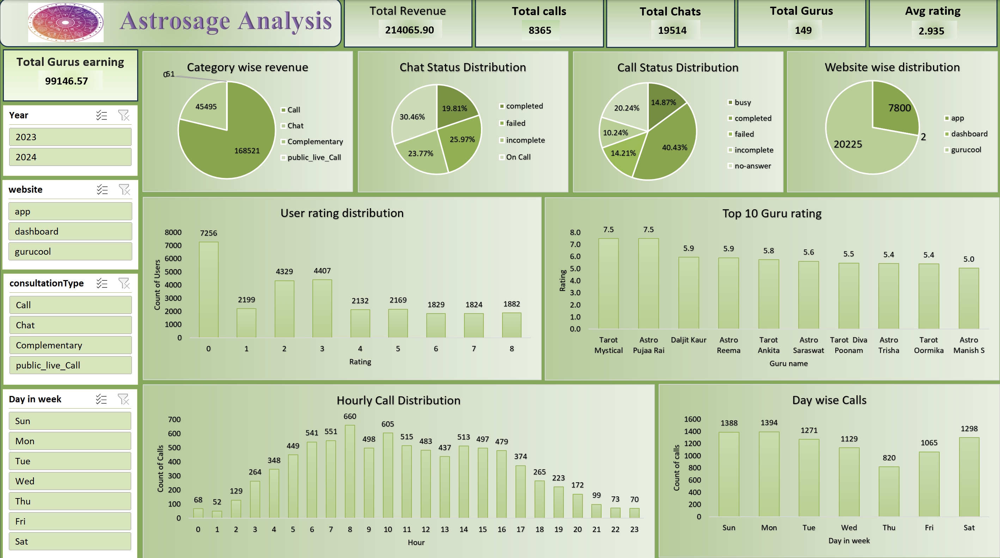 Astrosage Analysis
Total Revenue
214065.90
Total calls
8365
Total Chats
19514
Total Gurus
149
Avg rating
2.935
Total Gurus earning
99146.57
Year
2023
2024
website
app
dashboard
gurucool
consultationType
Call
Chat
Complementary
public_live_Call
Day in week
Sun
Mon
Tue
Wed
Thu
Fri
Sat
Category wise revenue
0
51
45495
168521
Call
Chat
Complementary
public_live_Call
Chat Status Distribution
19.81%
30.46%
25.97%
23.77%
completed
failed
incomplete
On Call
Call Status Distribution
14.87%
20.24%
10.24%
40.43%
14.21%
busy
completed
failed
incomplete
no-answer
Website wise distribution
7800
2
20225
app
dashboard
gurucool
User rating distribution
Count of Users
8000
7000
6000
5000
4000
3000
2000
1000
0
7256
2199
4329
4407
2132
2169
1829
1824
1882
0 1 2 3 4 5 6 7 8
Rating
Top 10 Guru rating
Rating
8.0
7.0
6.0
5.0
4.0
3.0
2.0
1.0
0.0
7.5
7.5
5.9
5.9
5.8
5.6
5.5
5.4
5.4
5.0
Tarot
Mystical
Astro
Pujaa Rai
Daljit Kaur
Astro
Reema
Tarot
Ankita
Astro
Saraswat
Tarot Diva
Poonam
Astro
Trisha
Tarot
Oormika
Astro
Manish S
Guru name
Hourly Call Distribution
Count of Calls
700
600
500
400
300
200
100
0
68
52
129
264
348
449
541
551
660
498
605
515
483
437
513
497
479
374
265
223
172
99
73
70
0 1 2 3 4 5 6 7 8 9 10 11 12 13 14 15 16 17 18 19 20 21 22 23
Hour
Day wise Calls
Count of calls
1600
1400
1200
1000
800
600
400
200
0
1388
1394
1271
1129
820
1065
1298
Sun Mon Tue Wed Thu Fri Sat
Day in week